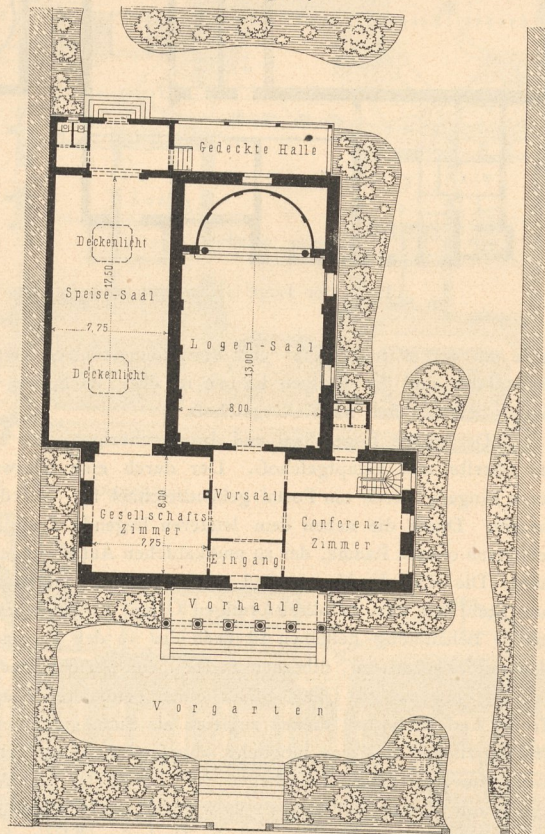 Gedeckte Halle
Deckenlicht
17,50
Speise-Saal
7,75
Deckenlicht
Logen-Saal
13,00
8,00
8,00
Gesellschafts
Zimmer
7,75
Vorsaal
Conferenz-
Zimmer
Eingang
Vorhalle
Vorgarten